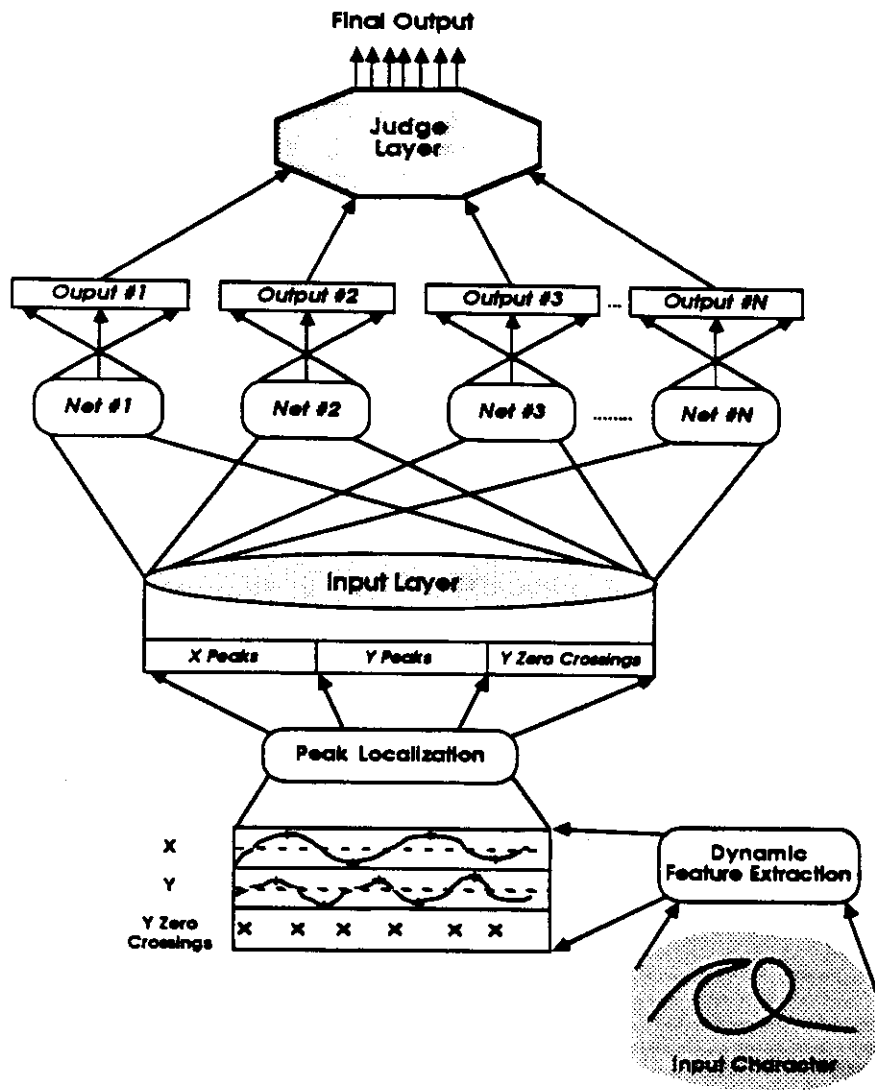 Final Output
Judge
Layer
Ouput #1
Output #2
Output #3
...
Output #N
Net #1
Net #2
Net #3
........
Net #N
Input Layer
X Peaks
Y Peaks
Y Zero Crossings
Peak Localization
X
Y
Y Zero
Crossings
Dynamic
Feature Extraction
Input Character